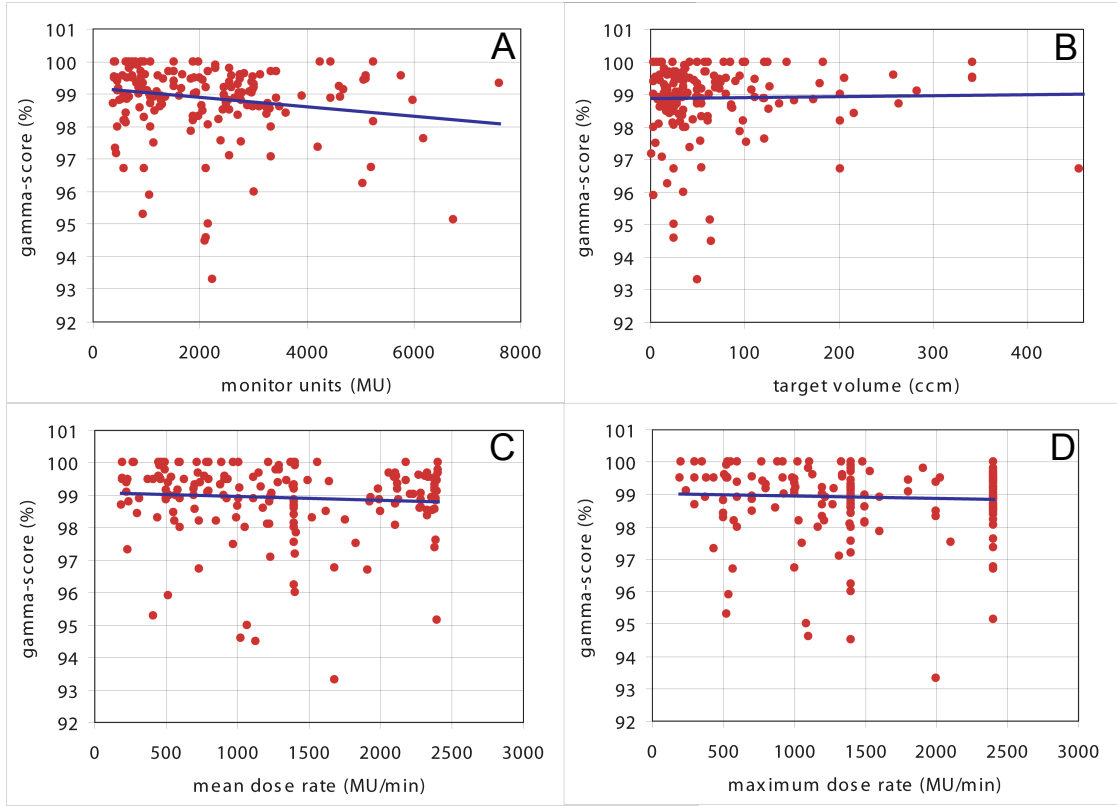 A
101
100
99
98
97
96
95
94
93
92
gamma-score (%)
0 2000 4000 6000 8000
monitor units (MU)
B
101
100
99
98
97
96
95
94
93
92
gamma-score (%)
0 100 200 300 400
target volume (ccm)
C
101
100
99
98
97
96
95
94
93
92
gamma-score (%)
0 500 1000 1500 2000 2500 3000
mean dose rate (MU/min)
D
101
100
99
98
97
96
95
94
93
92
gamma-score (%)
0 500 1000 1500 2000 2500 3000
maximum dose rate (MU/min)